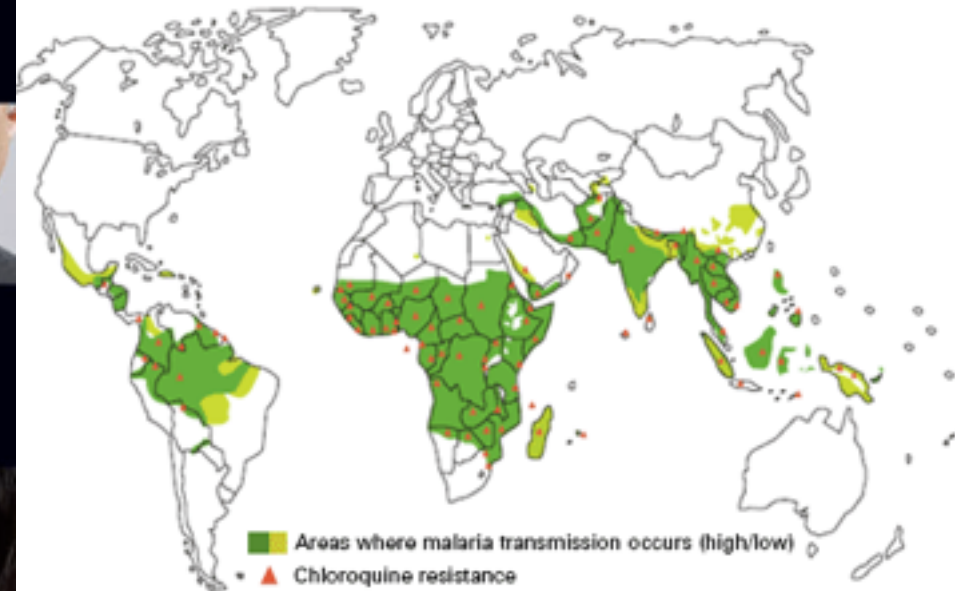 Areas where malaria transmission occurs (high/low)
Chloroquine resistance